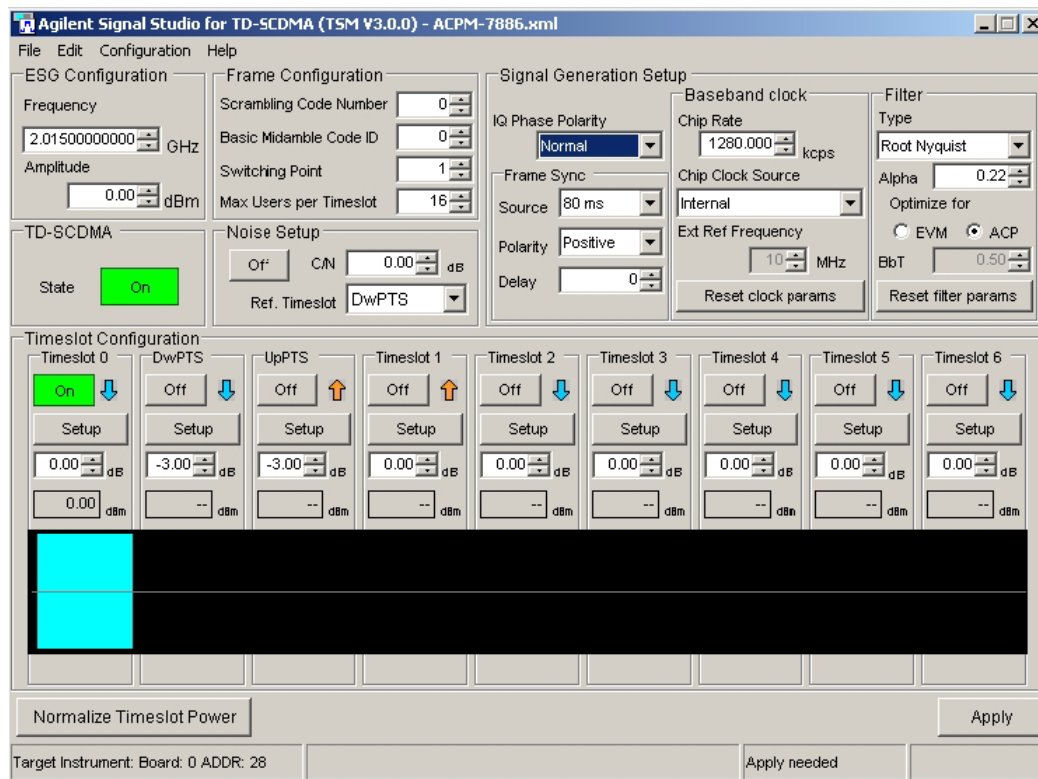 Agilent Signal Studio for TD-SCDMA (TSM V3.0.0) - ACPM-7886.xml
File Edit Configuration Help
ESG Configuration
Frequency
2.01500000000 GHz
Amplitude
0.00 dBm
Frame Configuration
Scrambling Code Number 0
Basic Midamble Code ID 0
Switching Point 1
Max Users per Timeslot 16
Signal Generation Setup
IQ Phase Polarity
Normal
Frame Sync
Source 80 ms
Polarity Positive
Delay 0
Baseband clock
Chip Rate
1280.000 kcps
Chip Clock Source
Internal
Ext Ref Frequency
10 MHz
Reset clock params
Filter
Type
Root Nyquist
Alpha 0.22
Optimize for
EVM ACP
BbT 0.50
Reset filter params
TD-SCDMA
State On
Noise Setup
Off C/N 0.00 dB
Ref. Timeslot DwPTS
Timeslot Configuration
Timeslot 0 DwPTS UpPTS Timeslot 1 Timeslot 2 Timeslot 3 Timeslot 4 Timeslot 5 Timeslot 6
On Off Off Off Off Off Off Off Off
Setup Setup Setup Setup Setup Setup Setup Setup Setup
0.00 dB -3.00 dB -3.00 dB 0.00 dB 0.00 dB 0.00 dB 0.00 dB 0.00 dB 0.00 dB
0.00 dBm -- dBm -- dBm -- dBm -- dBm -- dBm -- dBm -- dBm -- dBm
Normalize Timeslot Power Apply
Target Instrument: Board: 0 ADDR: 28 Apply needed